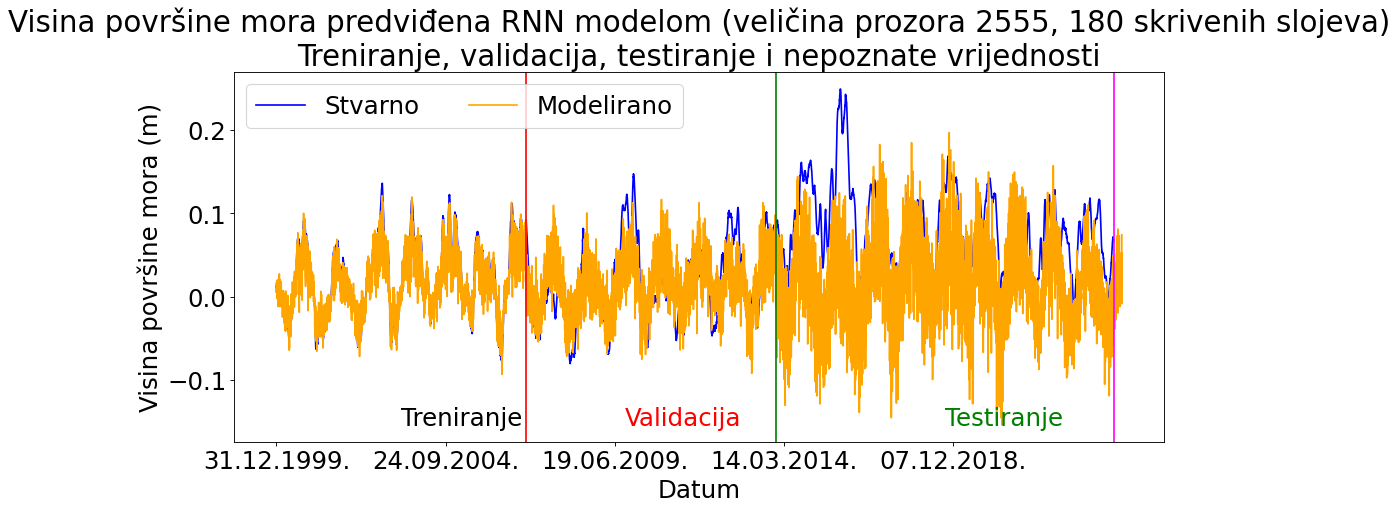 Visina površine mora predviđena RNN modelom (veličina prozora 2555, 180 skrivenih slojeva)
Treniranje, validacija, testiranje i nepoznate vrijednosti
Stvarno
Modelirano
Visina površine mora (m)
0.2
0.1
0.0
−0.1
Treniranje
Validacija
Testiranje
31.12.1999.
24.09.2004.
19.06.2009.
14.03.2014.
07.12.2018.
Datum